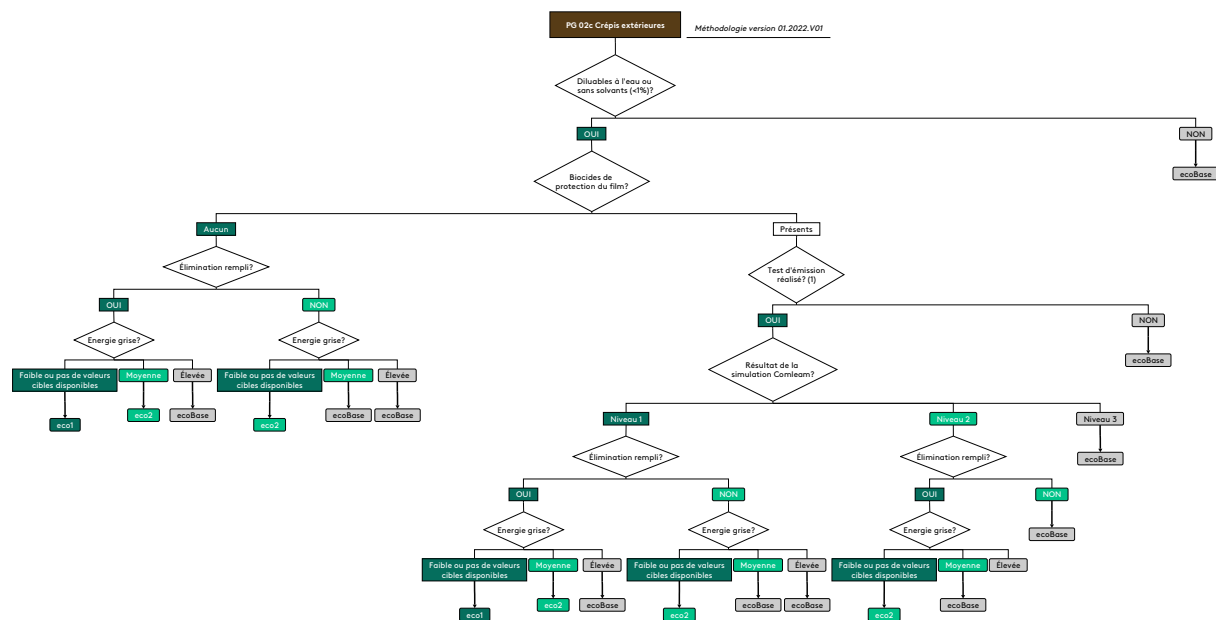 PG 02c Crépis extérieures
Méthodologie version 01.2022.V01
Diluables à l'eau ou
sans solvants (<1%)?
OUI
NON
ecoBase
Biocides de
protection du film?
Aucun
Présents
Élimination rempli?
Test d'émission
réalisé? (1)
OUI
NON
OUI
NON
Energie grise?
Energie grise?
ecoBase
Résultat de la
simulation Comleam?
Faible ou pas de valeurs
cibles disponibles
Moyenne
Élevée
Faible ou pas de valeurs
cibles disponibles
Moyenne
Élevée
eco1
eco2
ecoBase
eco2
ecoBase
ecoBase
Niveau 1
Niveau 2
Niveau 3
Élimination rempli?
Élimination rempli?
ecoBase
OUI
NON
OUI
NON
Energie grise?
Energie grise?
Energie grise?
ecoBase
Faible ou pas de valeurs
cibles disponibles
Moyenne
Élevée
Faible ou pas de valeurs
cibles disponibles
Moyenne
Élevée
Faible ou pas de valeurs
cibles disponibles
Moyenne
Élevée
eco1
eco2
ecoBase
eco2
ecoBase
ecoBase
eco2
ecoBase